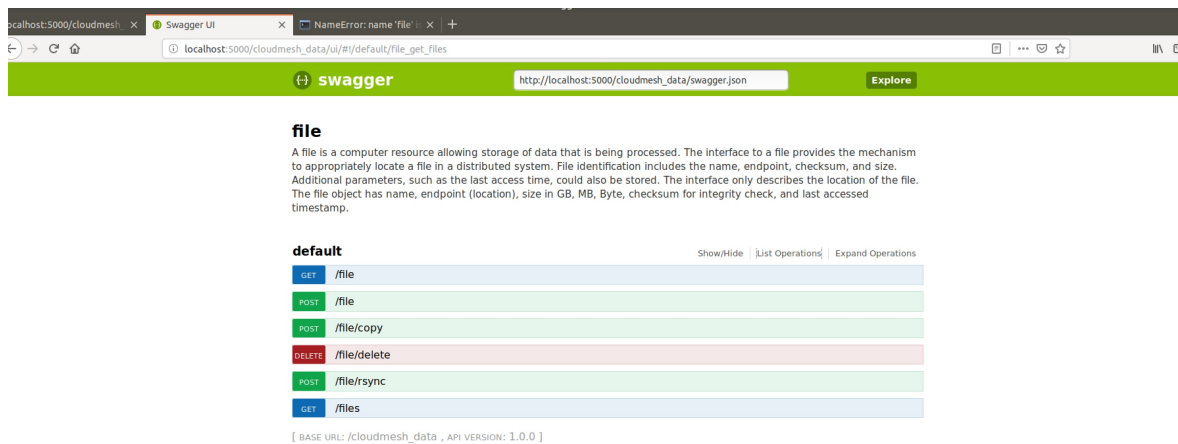 ocalhost:5000/cloudmesh_
Swagger UI
NameError: name 'file' i
localhost:5000/cloudmesh_data/ui/#!/default/file_get_files
swagger
http://localhost:5000/cloudmesh_data/swagger.json
Explore
file
A file is a computer resource allowing storage of data that is being processed. The interface to a file provides the mechanism
to appropriately locate a file in a distributed system. File identification includes the name, endpoint, checksum, and size.
Additional parameters, such as the last access time, could also be stored. The interface only describes the location of the file.
The file object has name, endpoint (location), size in GB, MB, Byte, checksum for integrity check, and last accessed
timestamp.
default
Show/Hide
List Operations
Expand Operations
GET /file
POST /file
POST /file/copy
DELETE /file/delete
POST /file/rsync
GET /files
[ BASE URL: /cloudmesh_data , API VERSION: 1.0.0 ]